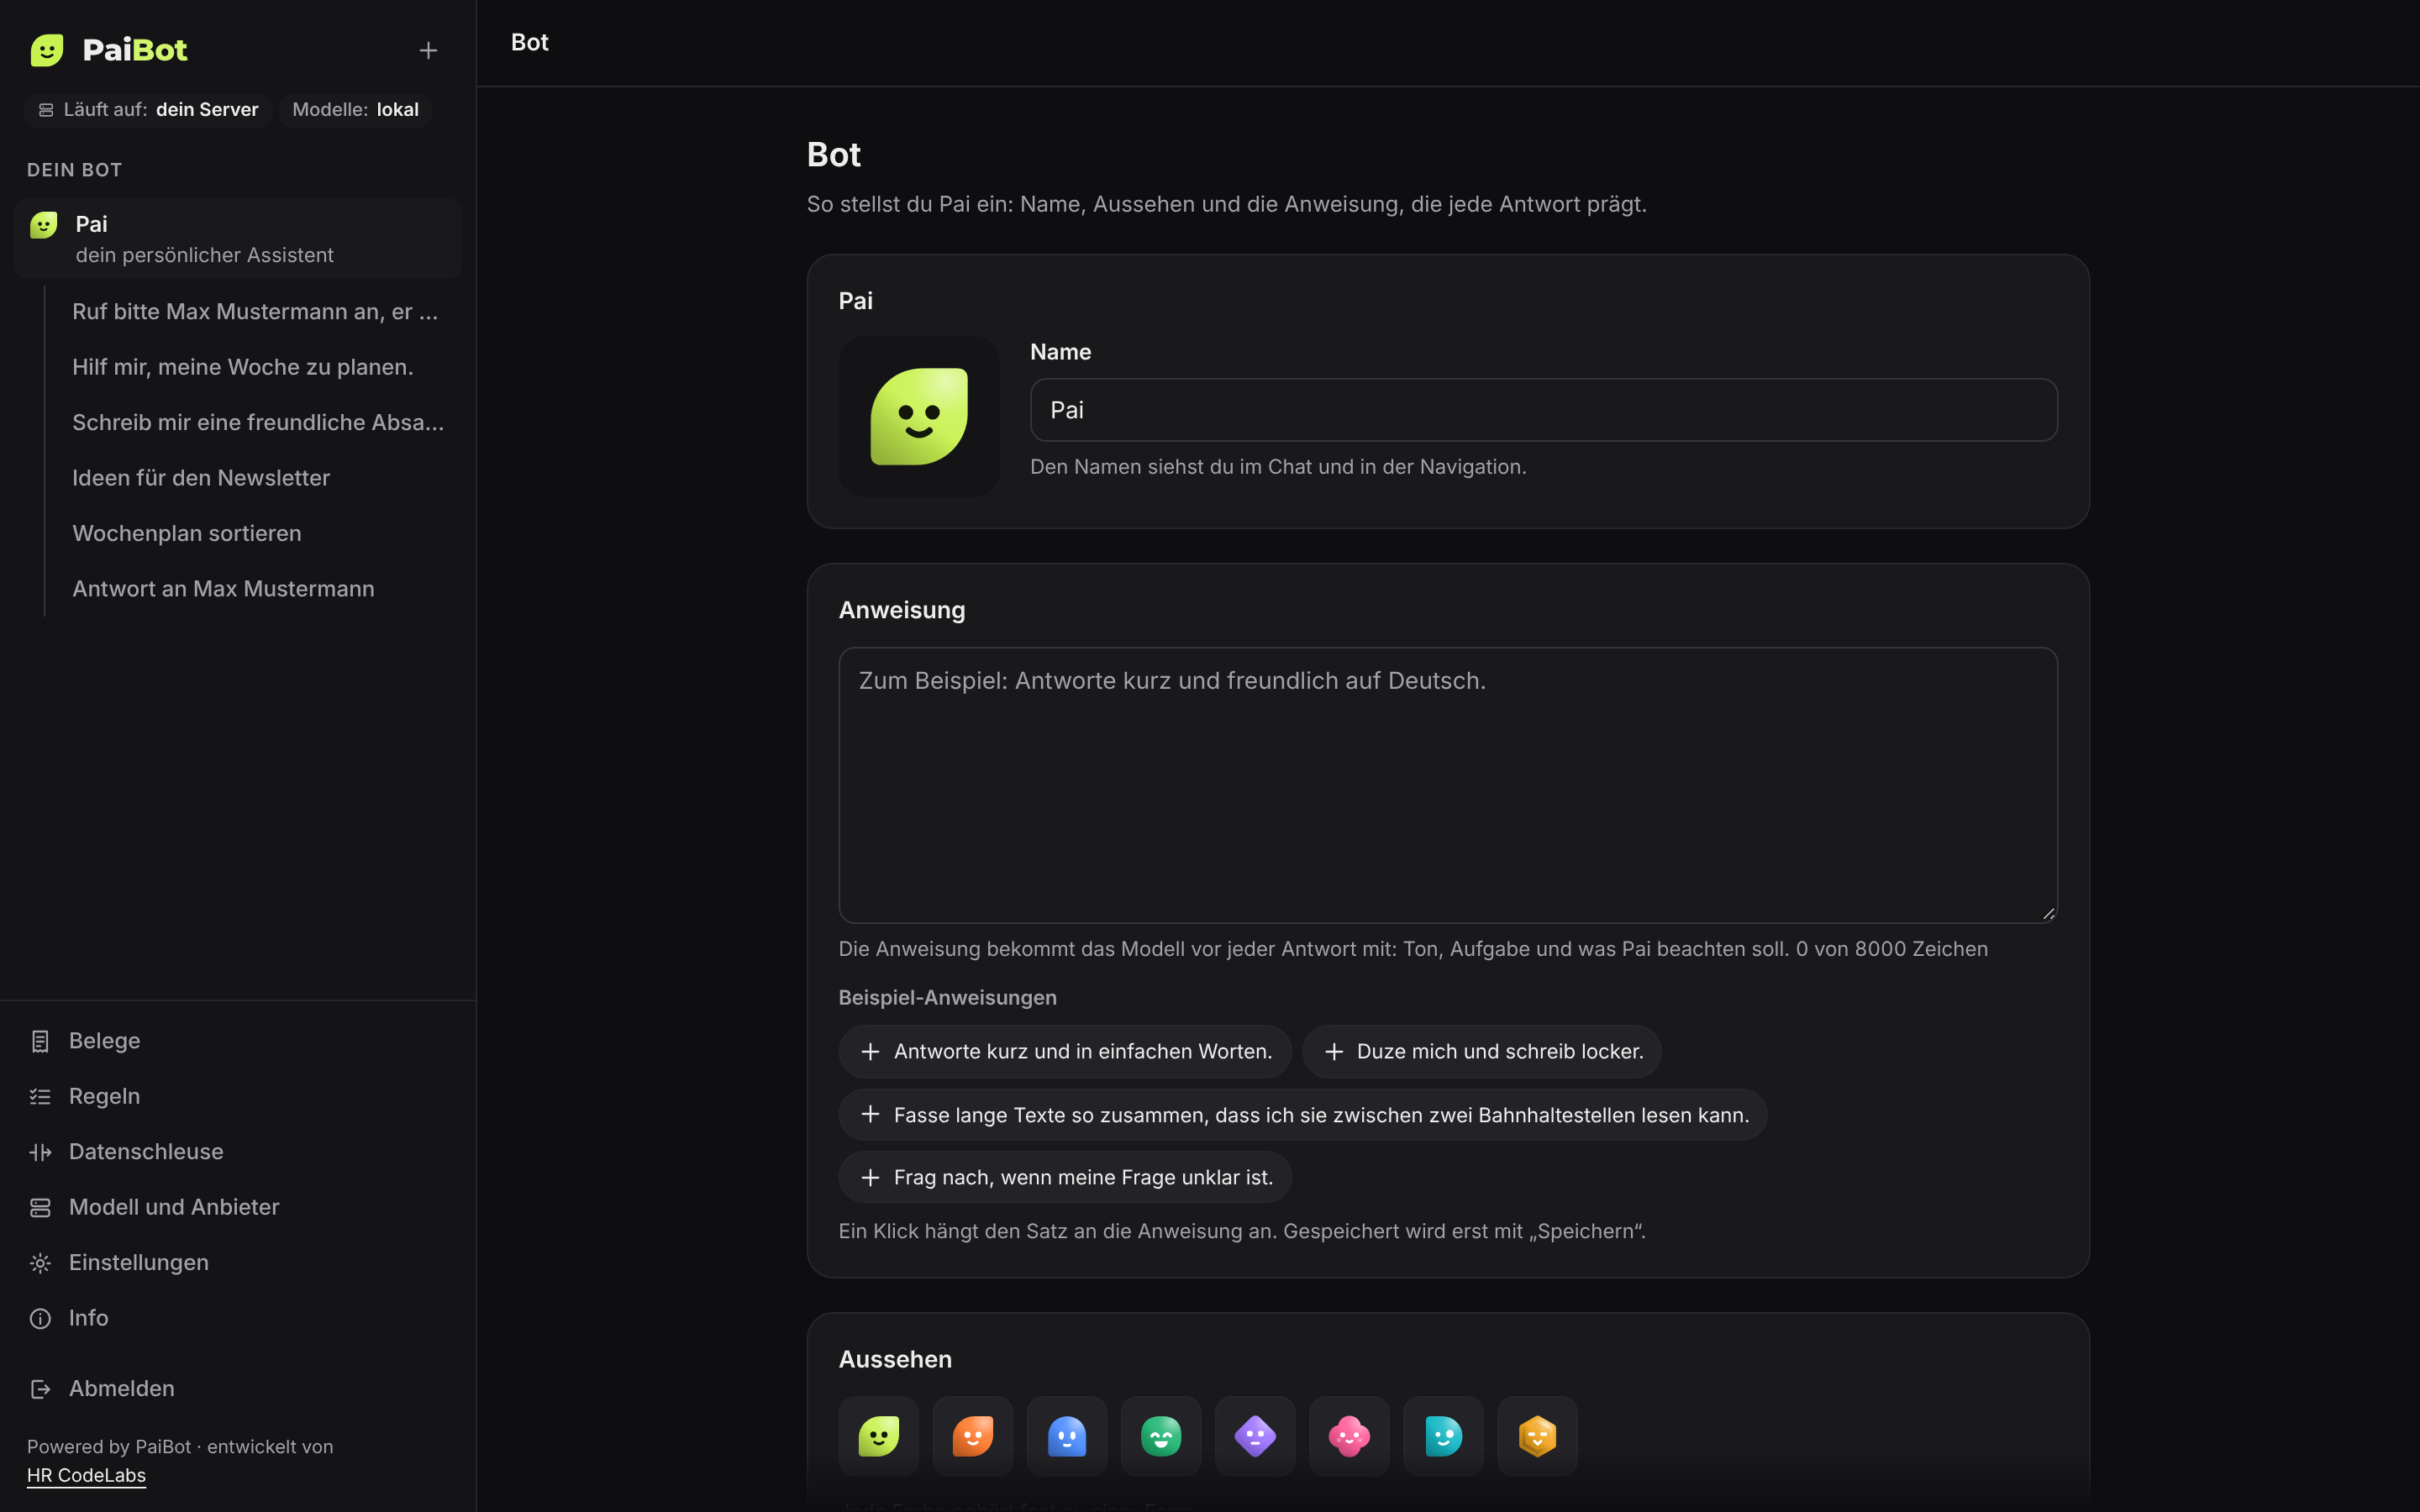 PaiBot
Läuft auf: dein Server
Modelle: lokal
DEIN BOT
Pai
dein persönlicher Assistent
Ruf bitte Max Mustermann an, er ...
Hilf mir, meine Woche zu planen.
Schreib mir eine freundliche Absa...
Ideen für den Newsletter
Wochenplan sortieren
Antwort an Max Mustermann
Belege
Regeln
Datenschleuse
Modell und Anbieter
Einstellungen
Info
Abmelden
Powered by PaiBot · entwickelt von
HR CodeLabs
Bot
Bot
So stellst du Pai ein: Name, Aussehen und die Anweisung, die jede Antwort prägt.
Pai
Name
Pai
Den Namen siehst du im Chat und in der Navigation.
Anweisung
Zum Beispiel: Antworte kurz und freundlich auf Deutsch.
Die Anweisung bekommt das Modell vor jeder Antwort mit: Ton, Aufgabe und was Pai beachten soll. 0 von 8000 Zeichen
Beispiel-Anweisungen
Antworte kurz und in einfachen Worten.
Duze mich und schreib locker.
Fasse lange Texte so zusammen, dass ich sie zwischen zwei Bahnhaltestellen lesen kann.
Frag nach, wenn meine Frage unklar ist.
Ein Klick hängt den Satz an die Anweisung an. Gespeichert wird erst mit „Speichern“.
Aussehen